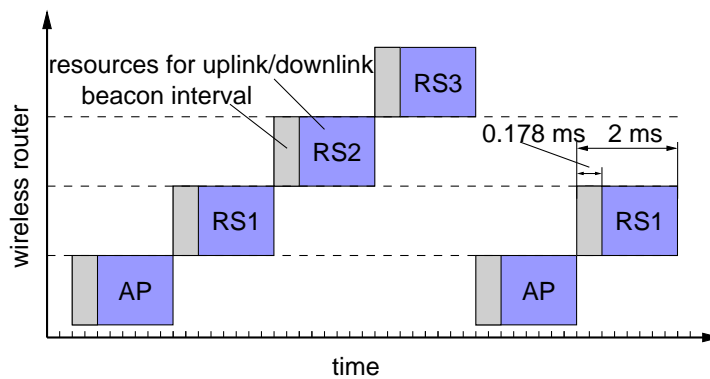 resources for uplink/downlink
beacon interval
RS3
RS2
0.178 ms
2 ms
RS1
RS1
AP
AP
wireless router
time